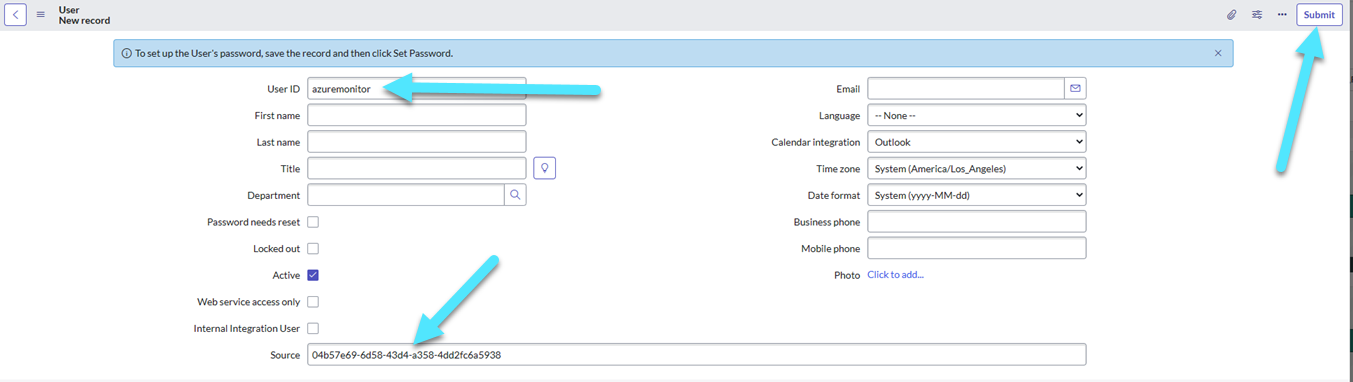 User
New record
Submit
To set up the User's password, save the record and then click Set Password.
User ID azuremonitor
First name
Last name
Title
Department
Password needs reset
Locked out
Active
Web service access only
Internal Integration User
Email
Language -- None --
Calendar integration Outlook
Time zone System (America/Los_Angeles)
Date format System (yyyy-MM-dd)
Business phone
Mobile phone
Photo Click to add...
Source 04b57e69-6d58-43d4-a358-4dd2fc6a5938